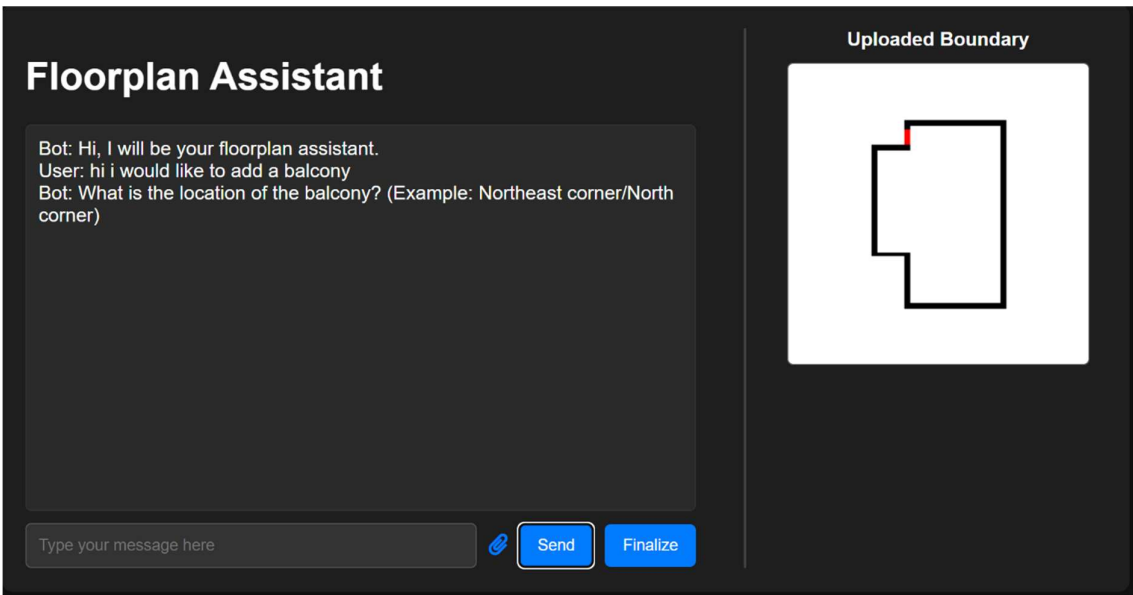 Floorplan Assistant
Bot: Hi, I will be your floorplan assistant.
User: hi i would like to add a balcony
Bot: What is the location of the balcony? (Example: Northeast corner/North
corner)
Type your message here
Send
Finalize
Uploaded Boundary